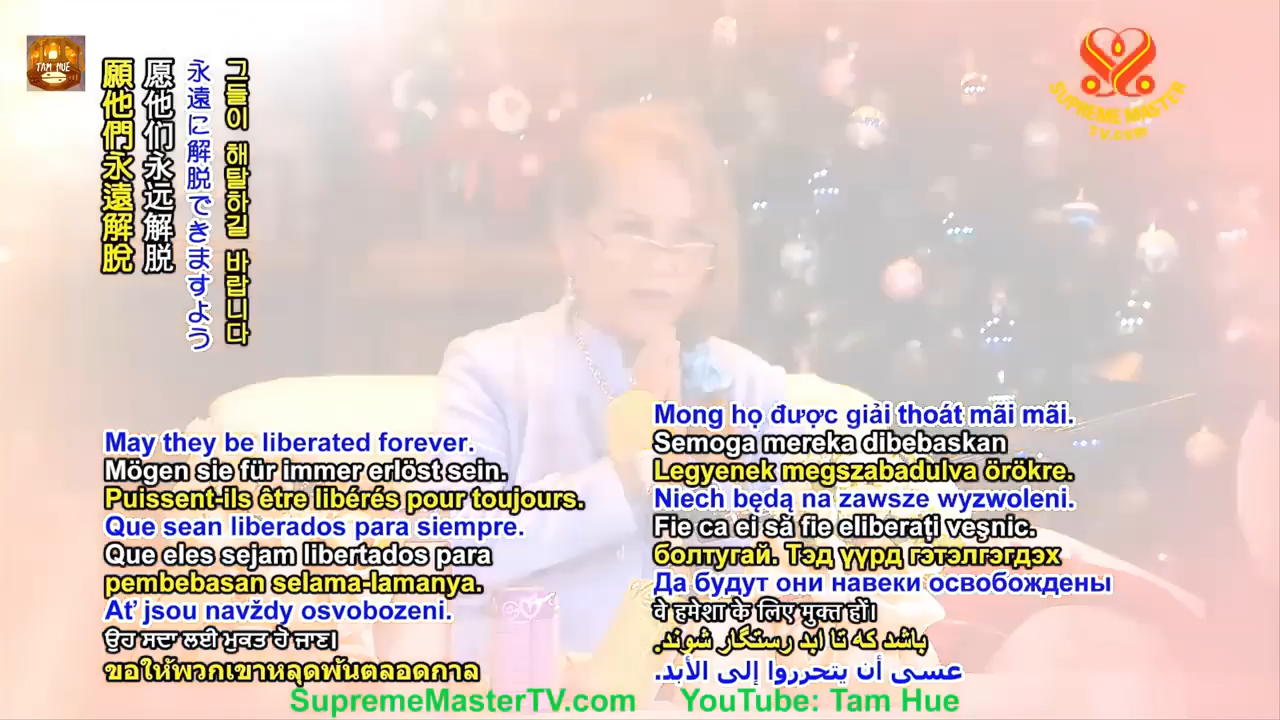 TAM HUE
SUPREME MASTER
TV.com
願他們永遠解脫
愿他们永远解脱
永遠に解脱できますよう
그들이 해탈하길 바랍니다
May they be liberated forever.
Mögen sie für immer erlöst sein.
Puissent-ils être libérés pour toujours.
Que sean liberados para siempre.
Que eles sejam libertados para
pembebasan selama-lamanya.
Ať jsou navždy osvobozeni.
ਉਹ ਸਦਾ ਲਈ ਮੁਕਤ ਹੋ ਜਾਣ।
ขอให้พวกเขาหลุดพ้นตลอดกาล
Mong họ được giải thoát mãi mãi.
Semoga mereka dibebaskan
Legyenek megszabadulva örökre.
Niech będą na zawsze wyzwoleni.
Fie ca ei să fie eliberați veşnic.
болтугай. Тэд үүрд гэтэлгэгдэх
Да будут они навеки освобождены
वे हमेशा के लिए मुक्त हों।
باشد که تا ابد رستگار شوند.
عسى أن يتحرروا إلى الأبد.
SupremeMasterTV.com YouTube: Tam Hue